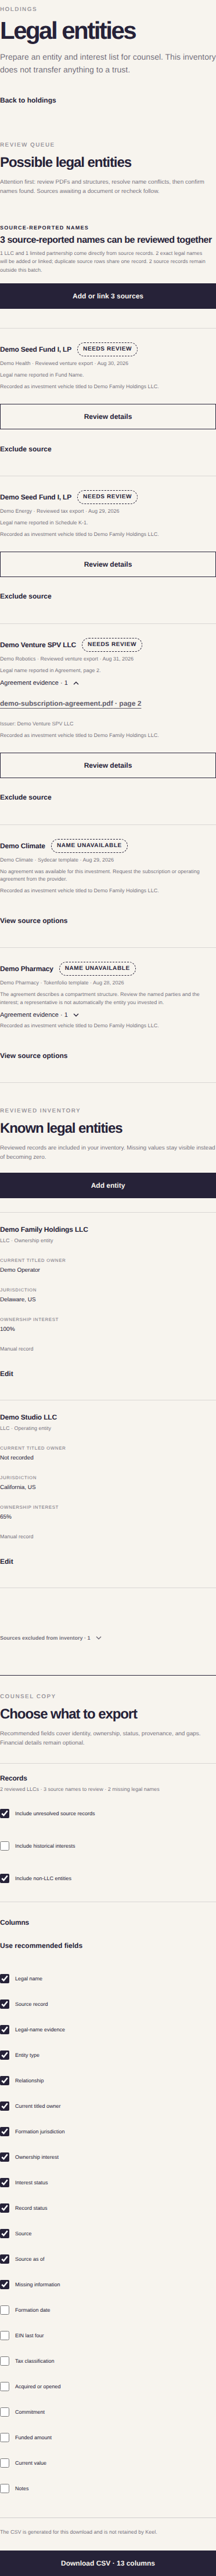 HOLDINGS
Legal entities
Prepare an entity and interest list for counsel. This inventory
does not transfer anything to a trust.
Back to holdings
REVIEW QUEUE
Possible legal entities
Attention first: review PDFs and structures, resolve name conflicts, then confirm
names found. Sources awaiting a document or recheck follow.
SOURCE-REPORTED NAMES
3 source-reported names can be reviewed together
1 LLC and 1 limited partnership come directly from source records. 2 exact legal names
will be added or linked; duplicate source rows share one record. 2 source records remain
outside this batch.
Add or link 3 sources
Demo Seed Fund I, LP NEEDS REVIEW
Demo Health · Reviewed venture export · Aug 30, 2026
Legal name reported in Fund Name.
Recorded as investment vehicle titled to Demo Family Holdings LLC.
Review details
Exclude source
Demo Seed Fund I, LP NEEDS REVIEW
Demo Energy · Reviewed tax export · Aug 29, 2026
Legal name reported in Schedule K-1.
Recorded as investment vehicle titled to Demo Family Holdings LLC.
Review details
Exclude source
Demo Venture SPV LLC NEEDS REVIEW
Demo Robotics · Reviewed venture export · Aug 31, 2026
Legal name reported in Agreement, page 2.
Agreement evidence · 1
demo-subscription-agreement.pdf · page 2
Issuer: Demo Venture SPV LLC
Recorded as investment vehicle titled to Demo Family Holdings LLC.
Review details
Exclude source
Demo Climate NAME UNAVAILABLE
Demo Climate · Sydecar template · Aug 29, 2026
No agreement was available for this investment. Request the subscription or operating
agreement from the provider.
Recorded as investment vehicle titled to Demo Family Holdings LLC.
View source options
Demo Pharmacy NAME UNAVAILABLE
Demo Pharmacy · Tokenfolio template · Aug 29, 2026
The agreement describes a compartment structure. Review the named parties and the
interest; a representative is not automatically the entity you invested in.
Agreement evidence · 1
Recorded as investment vehicle titled to Demo Family Holdings LLC.
View source options
REVIEWED INVENTORY
Known legal entities
Reviewed records are included in your inventory. Missing values stay visible instead
of becoming zero.
Add entity
Demo Family Holdings LLC
LLC · Ownership entity
CURRENT TITLED OWNER
Demo Operator
JURISDICTION
Delaware, US
OWNERSHIP INTEREST
100%
Manual record
Edit
Demo Studio LLC
LLC · Operating entity
CURRENT TITLED OWNER
Not recorded
JURISDICTION
California, US
OWNERSHIP INTEREST
65%
Manual record
Edit
Sources excluded from inventory · 1
COUNSEL COPY
Choose what to export
Recommended fields cover identity, ownership, status, provenance, and gaps.
Financial details remain optional.
Records
2 reviewed LLCs · 3 source names to review · 2 missing legal names
Include unresolved source records
Include historical interests
Include non-LLC entities
Columns
Use recommended fields
Legal name
Source record
Legal-name evidence
Entity type
Relationship
Current titled owner
Formation jurisdiction
Ownership interest
Interest status
Record status
Source
Source as of
Missing information
Formation date
EIN last four
Tax classification
Acquired or opened
Commitment
Funded amount
Current value
Notes
The CSV is generated for this download and is not retained by Keel.
Download CSV · 13 columns